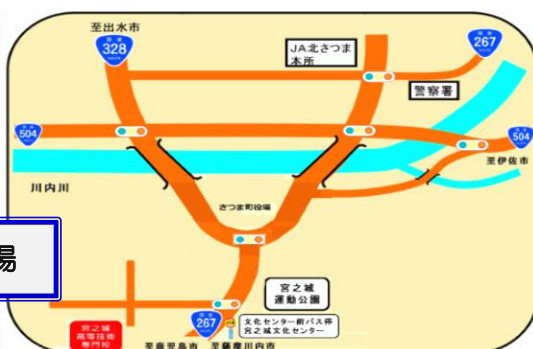 至出水市
328
JA北さつま
本所
267
警察署
504
504
至伊佐市
川内川
さつま町役場
場
宮之城
運動公園
267
文化センター前バス停
宮之城文化センター
宮之城
高等技術
専門校
至鹿児島市
至薩摩川内市